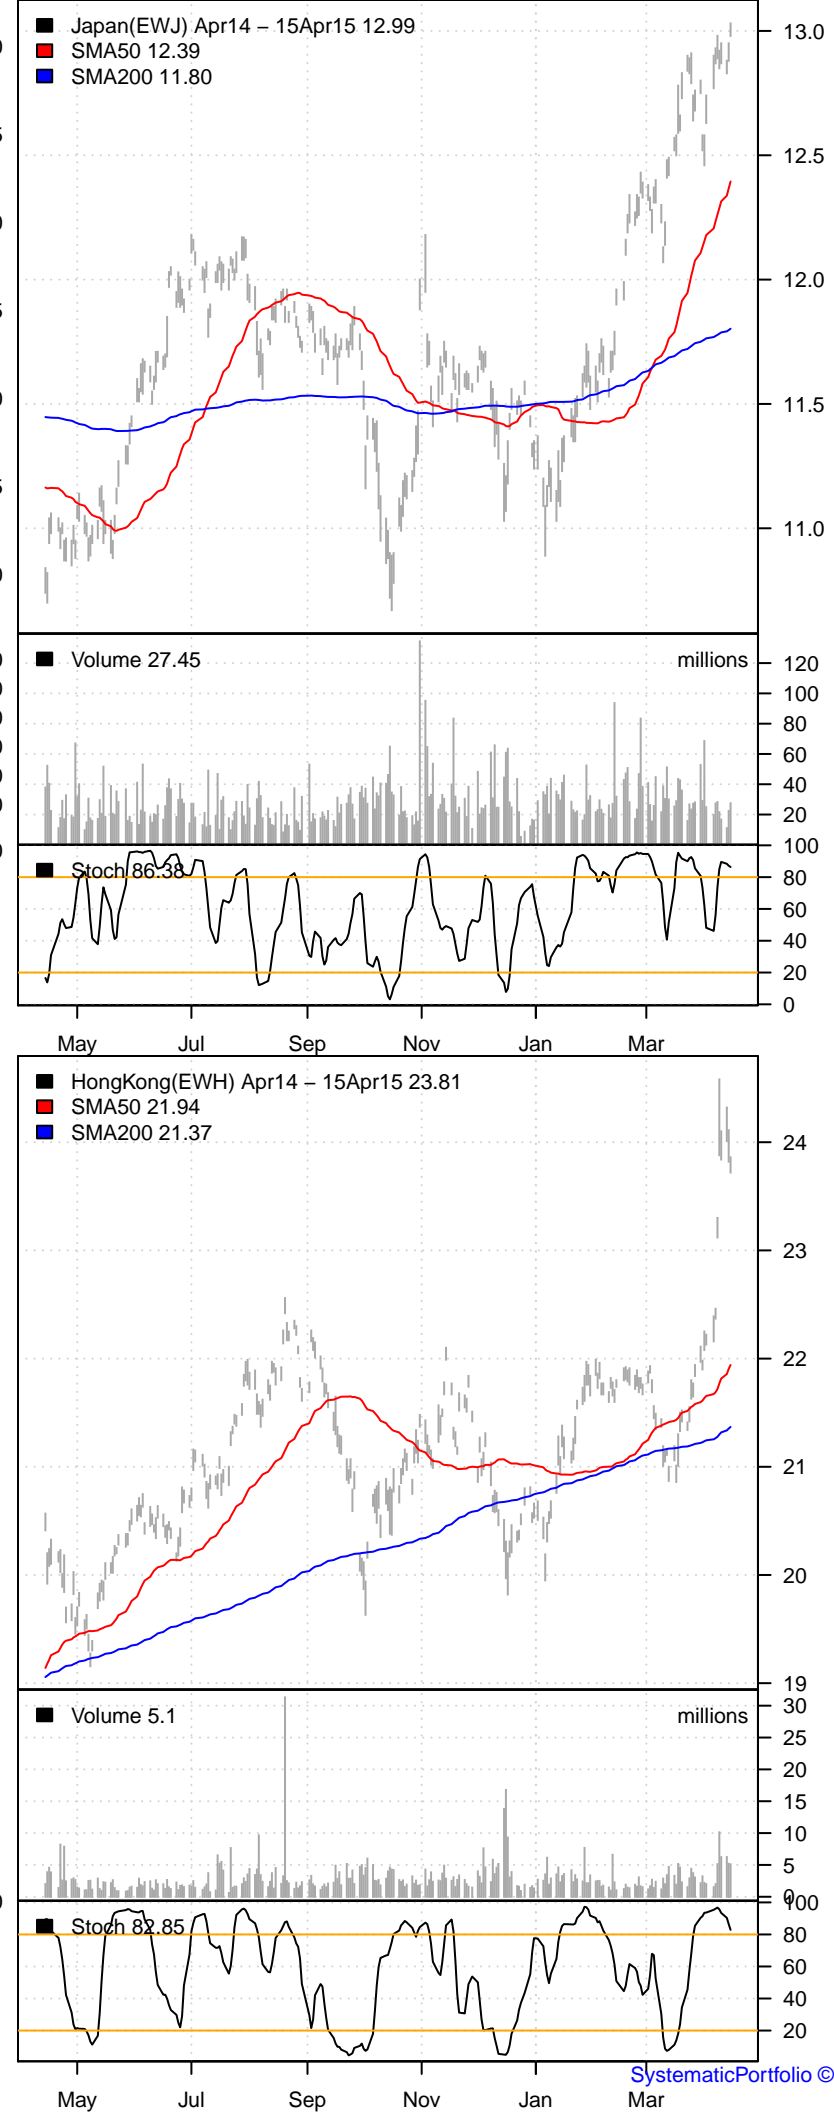 Japan(EWJ) Apr14 − 15Apr15 12.99
SMA50 12.39
SMA200 11.80
13.0
12.5
12.0
11.5
11.0
Volume 27.45
millions
120
100
80
60
40
20
Stoch 86.38
100
80
60
40
20
0
May Jul Sep Nov Jan Mar
HongKong(EWH) Apr14 − 15Apr15 23.81
SMA50 21.94
SMA200 21.37
24
23
22
21
20
19
Volume 5.1
millions
30
25
20
15
10
5
0
Stoch 82.85
100
80
60
40
20
SystematicPortfolio ©
May Jul Sep Nov Jan Mar